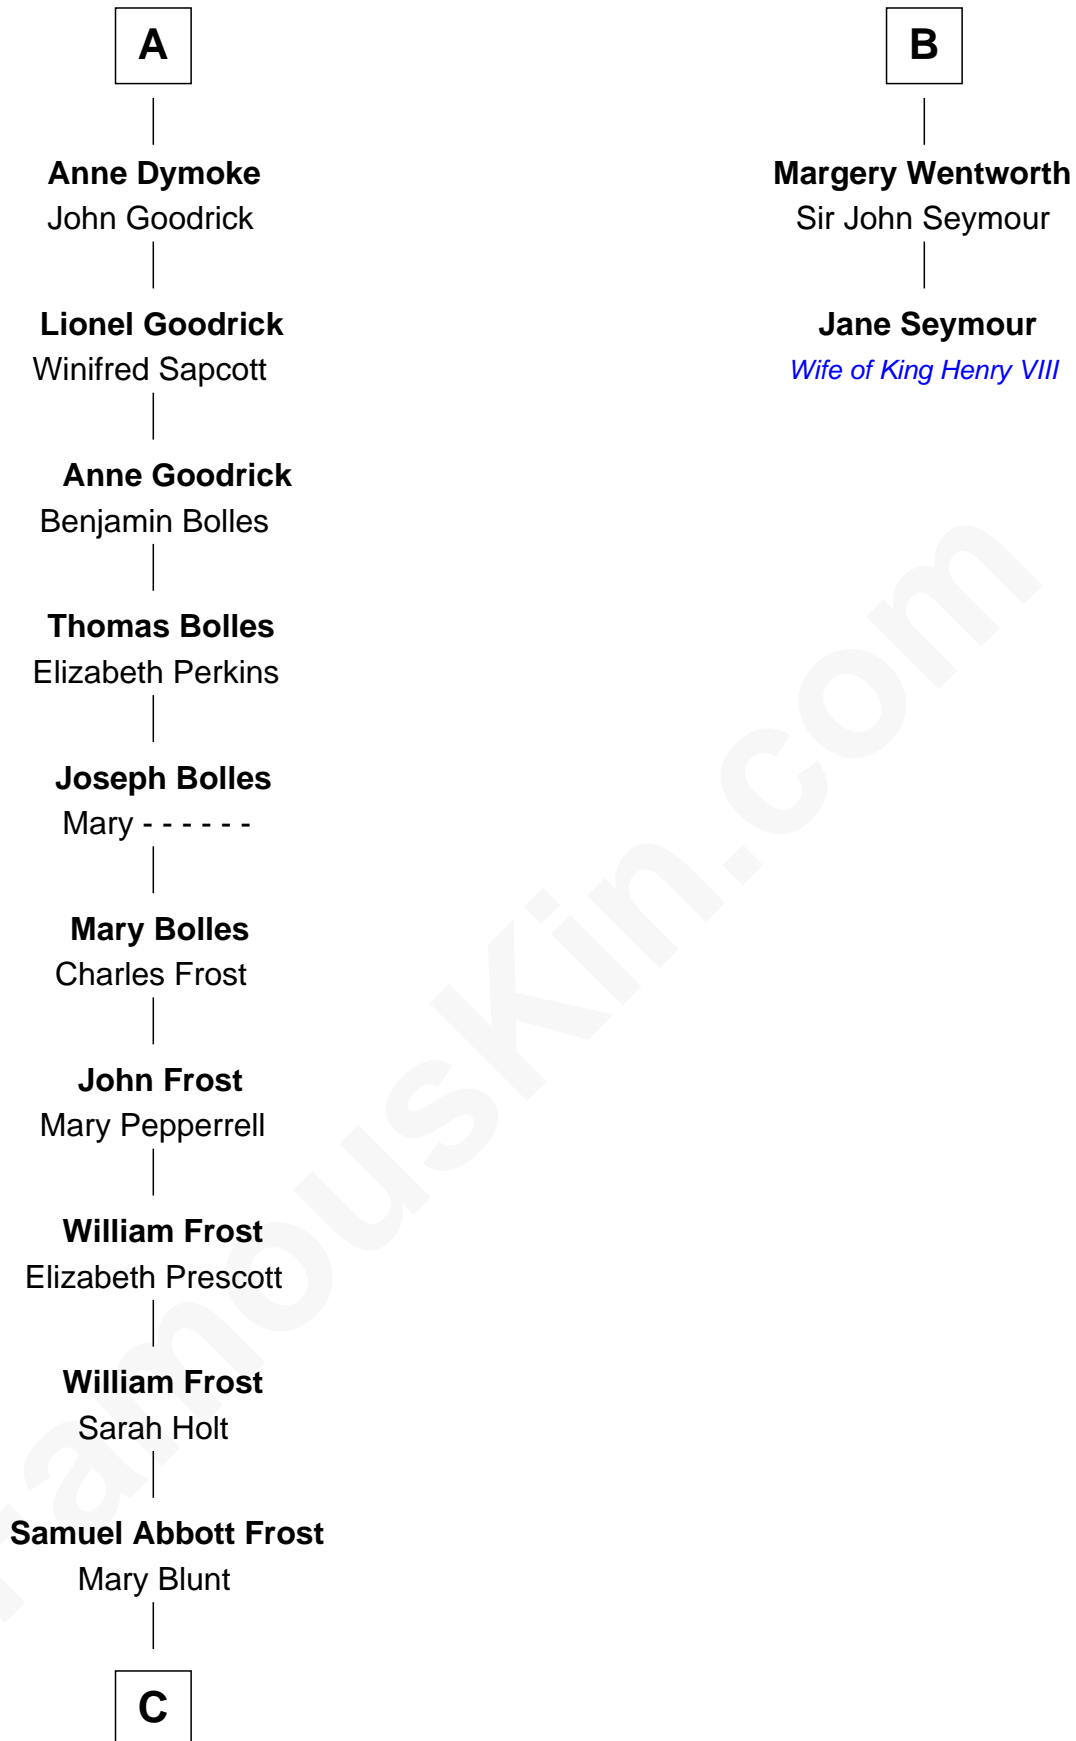 A
B
Anne Dymoke
John Goodrick
Margery Wentworth
Sir John Seymour
Lionel Goodrick
Winifred Sapcott
Jane Seymour
Wife of King Henry VIII
Anne Goodrick
Benjamin Bolles
Thomas Bolles
Elizabeth Perkins
Joseph Bolles
Mary - - - - - -
Mary Bolles
Charles Frost
John Frost
Mary Pepperrell
William Frost
Elizabeth Prescott
William Frost
Sarah Holt
Samuel Abbott Frost
Mary Blunt
C
FamousKin.com